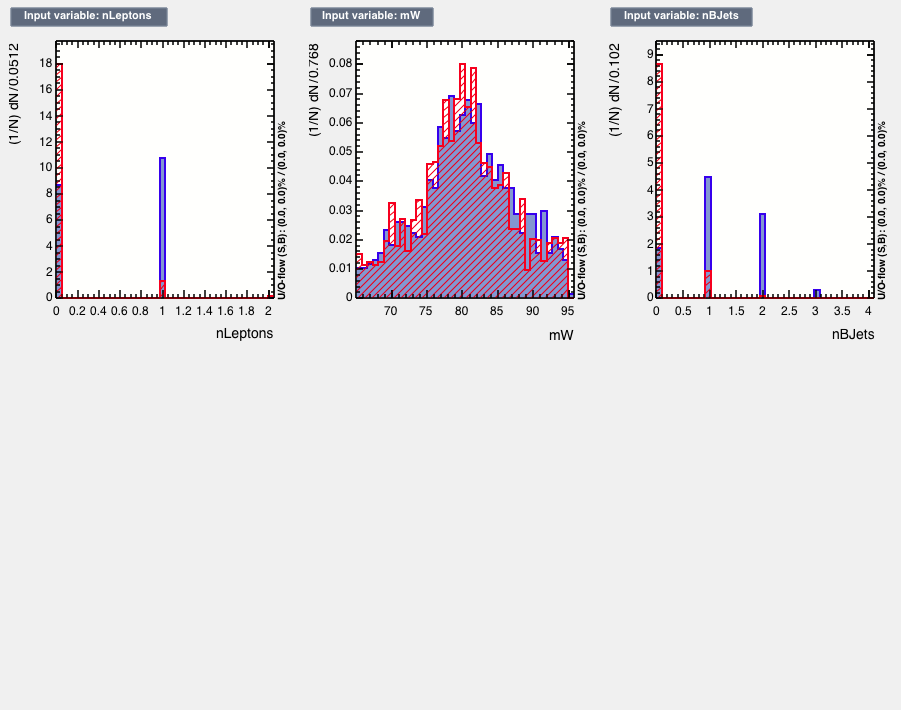 Input variable: nLeptons
(1/N) dN/0.0512
18
16
14
12
10
8
6
4
2
0
0 0.2 0.4 0.6 0.8 1 1.2 1.4 1.6 1.8 2
nLeptons
U/O-flow (S,B): (0.0, 0.0)% / (0.0, 0.0)%
Input variable: mW
(1/N) dN/0.768
0.08
0.07
0.06
0.05
0.04
0.03
0.02
0.01
0
70 75 80 85 90 95
mW
U/O-flow (S,B): (0.0, 0.0)% / (0.0, 0.0)%
Input variable: nBJets
(1/N) dN/0.102
9
8
7
6
5
4
3
2
1
0
0 0.5 1 1.5 2 2.5 3 3.5 4
nBJets
U/O-flow (S,B): (0.0, 0.0)% / (0.0, 0.0)%